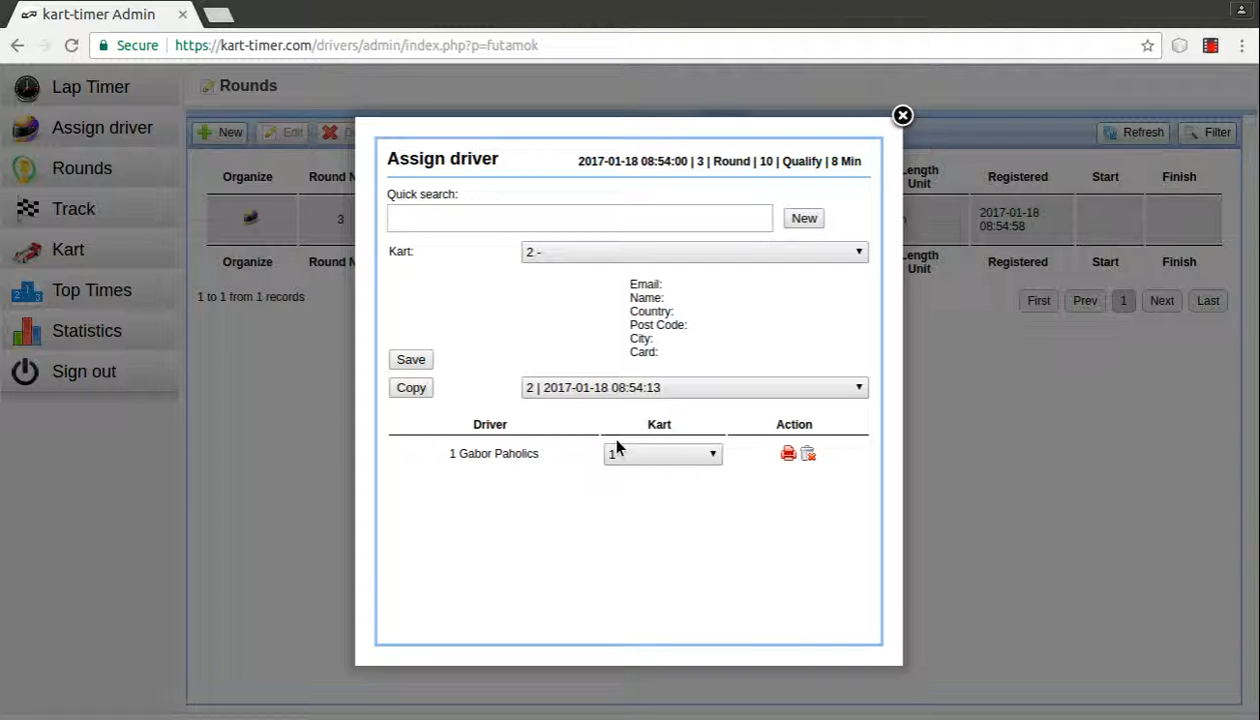 kart-timer Admin
Secure https://kart-timer.com/drivers/admin/index.php?p=futamok
Lap Timer
Assign driver
Rounds
Track
Kart
Top Times
Statistics
Sign out
Rounds
New Edit Refresh Filter
Organize Round N Length Unit Registered Start Finish
3 2017-01-18 08:54:58
Organize Round N Length Unit Registered Start Finish
1 to 1 from 1 records First Prev 1 Next Last
Assign driver 2017-01-18 08:54:00 | 3 | Round | 10 | Qualify | 8 Min
Quick search:
New
Kart: 2 -
Email:
Name:
Country:
Post Code:
City:
Card:
Save
Copy 2 | 2017-01-18 08:54:13
Driver Kart Action
1 Gabor Paholics 1